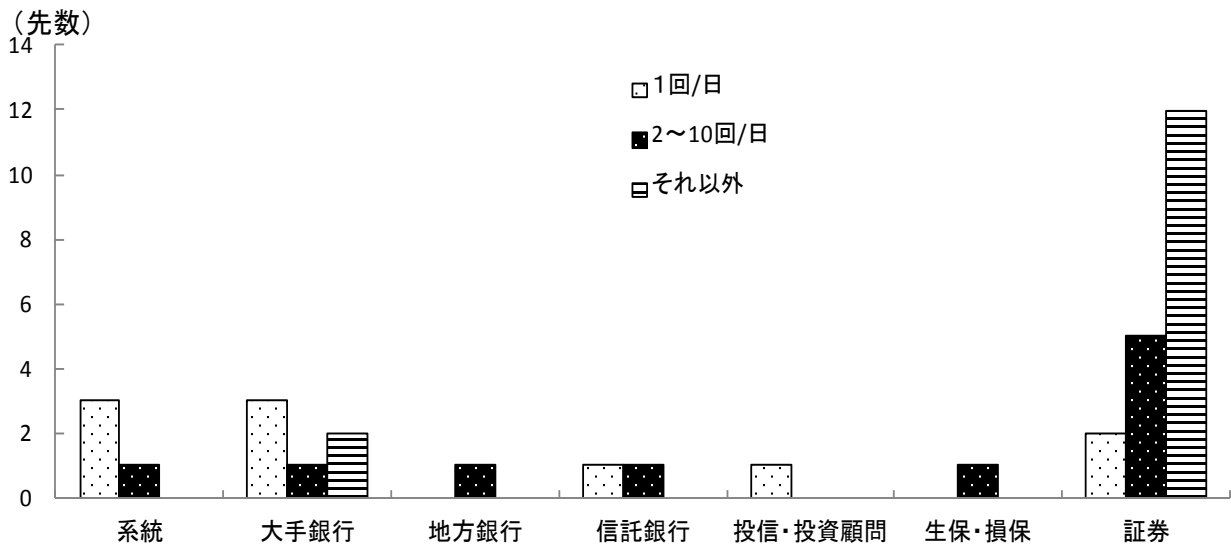 （先数）
14
12
10
8
6
4
2
0
1回/日
2～10回/日
それ以外
系統 大手銀行 地方銀行 信託銀行 投信・投資顧問 生保・損保 証券